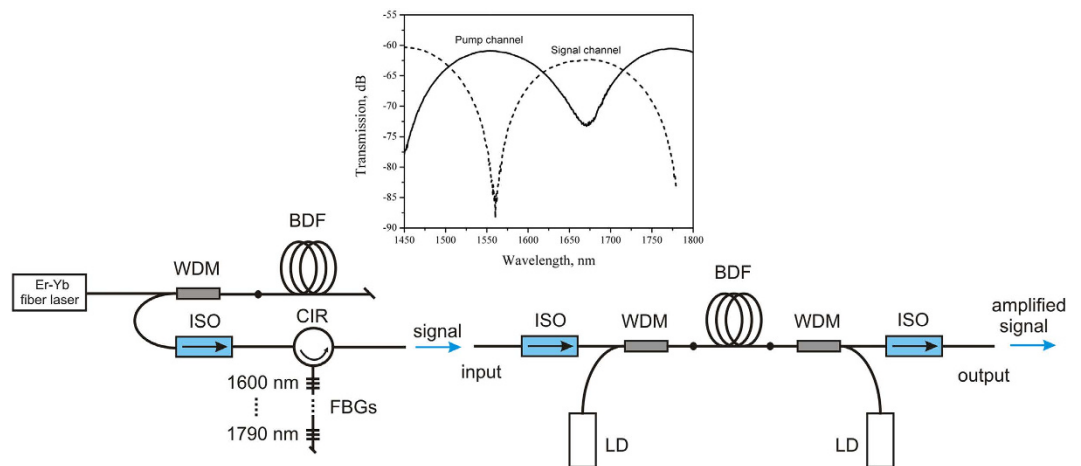 Transmission, dB
-55
-60
-65
-70
-75
-80
-85
-90
Pump channel
Signal channel
1450 1500 1550 1600 1650 1700 1750 1800
Wavelength, nm
Er-Yb
fiber laser
WDM
BDF
ISO
CIR
1600 nm
1790 nm
FBGs
signal
input
ISO
WDM
BDF
WDM
ISO
amplified
signal
output
LD
LD